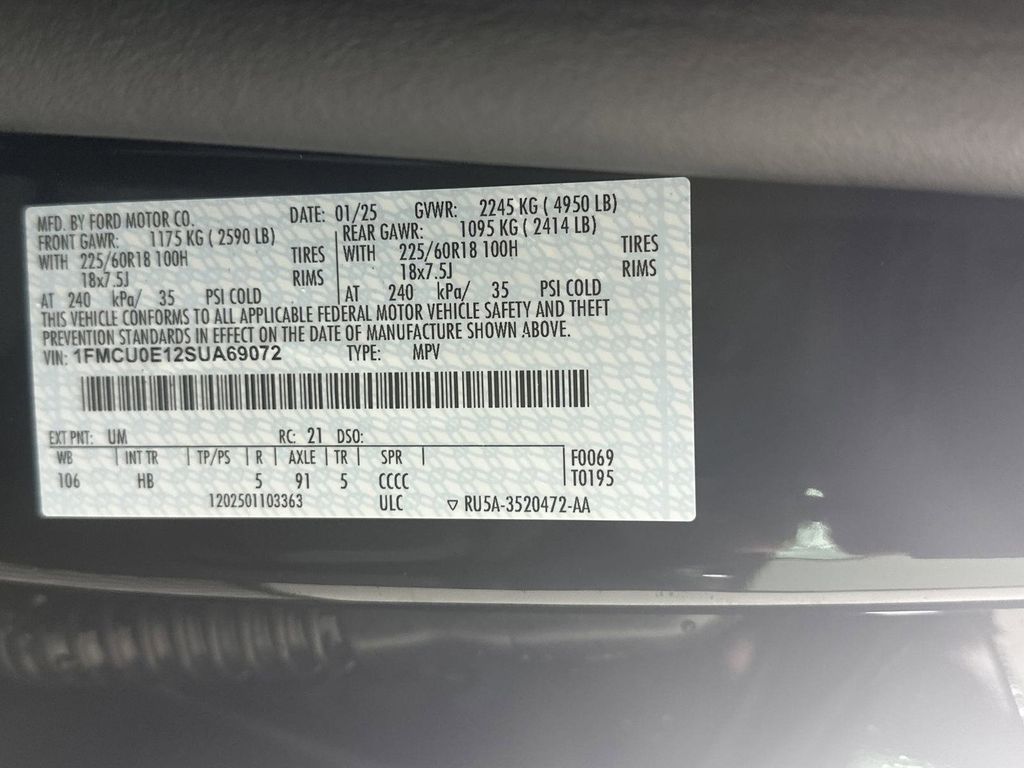 MFD. BY FORD MOTOR CO. DATE: 01/25 GVWR: 2245 KG ( 4950 LB)
FRONT GAWR: 1175 KG ( 2590 LB) REAR GAWR: 1095 KG ( 2414 LB)
WITH 225/60R18 100H TIRES WITH 225/60R18 100H TIRES
18x7.5J RIMS 18x7.5J RIMS
AT 240 kPa/ 35 PSI COLD AT 240 kPa/ 35 PSI COLD
THIS VEHICLE CONFORMS TO ALL APPLICABLE FEDERAL MOTOR VEHICLE SAFETY AND THEFT
PREVENTION STANDARDS IN EFFECT ON THE DATE OF MANUFACTURE SHOWN ABOVE.
VIN: 1FMCU0E12SUA69072 TYPE: MPV
EXT PNT: UM RC: 21 DSO:
WB INT TR TP/PS R AXLE TR SPR F0069
106 HB 5 91 5 CCCC T0195
1202501103363 ULC ▽ RU5A-3520472-AA